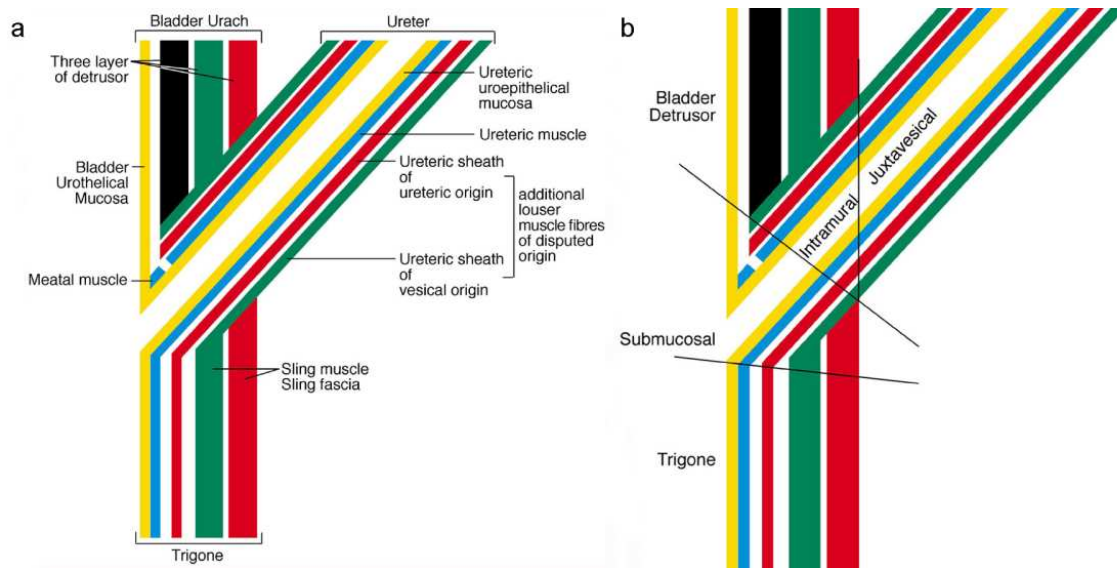 a
Bladder Urach
Ureter
Three layer
of detrusor
Ureteric
uroepithelical
mucosa
Ureteric muscle
Bladder
Urothelical
Mucosa
Ureteric sheath
of
ureteric origin
additional
louser
muscle fibres
of disputed
origin
Meatal muscle
Ureteric sheath
of
vesical origin
Sling muscle
Sling fascia
Trigone
b
Bladder
Detrusor
Juxtavesical
Intramural
Submucosal
Trigone